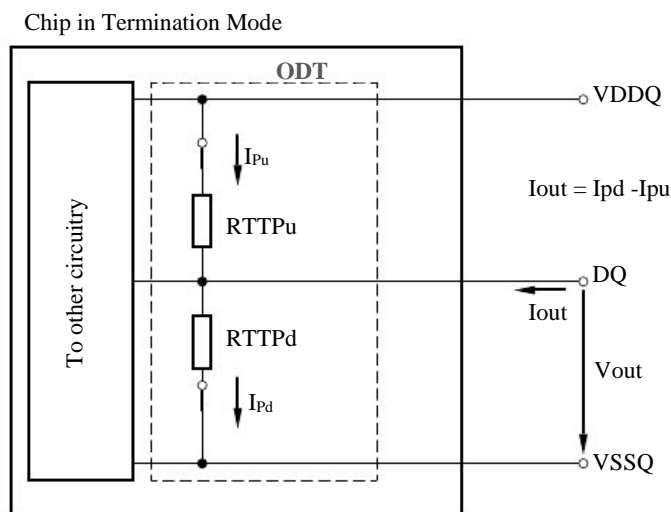 Chip in Termination Mode
ODT
VDDQ
IPu
Iout = Ipd -Ipu
RTTPu
To other circuitry
DQ
Iout
RTTPd
Vout
IPd
VSSQ